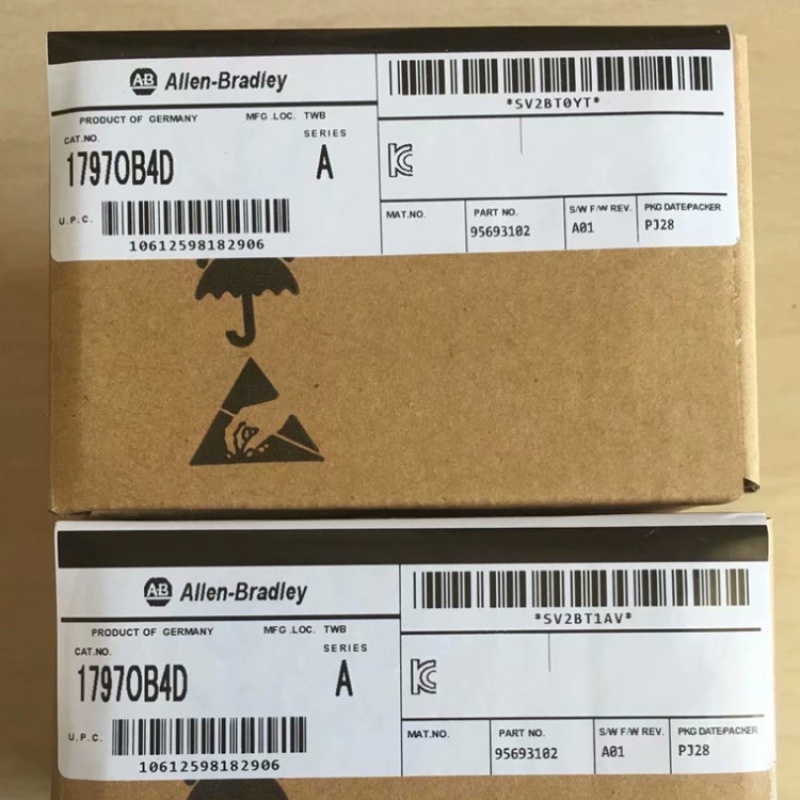 AB Allen-Bradley
*SV2BT0YT*
PRODUCT OF GERMANY MFG.LOC. TWB
CAT.NO. SERIES
1797OB4D A
U.P.C.
10612598182906
MAT.NO. PART NO. S/W F/W REV. PKG DATE/PACKER
95693102 A01 PJ28
AB Allen-Bradley
*SV2BT1AV*
PRODUCT OF GERMANY MFG.LOC. TWB
CAT.NO. SERIES
1797OB4D A
U.P.C.
10612598182906
MAT.NO. PART NO. S/W F/W REV. PKG DATE/PACKER
95693102 A01 PJ28